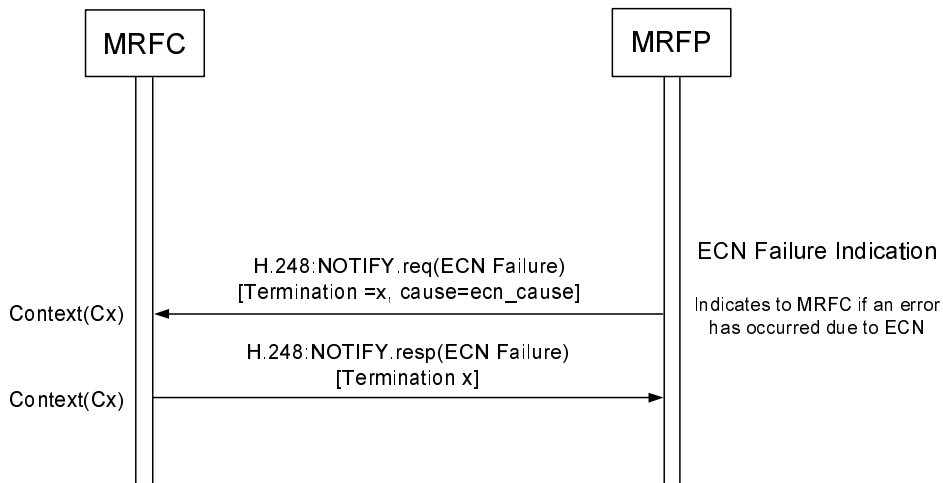 MRFC
MRFP
ECN Failure Indication
H.248:NOTIFY.req(ECN Failure)
[Termination =x, cause=ecn_cause]
Indicates to MRFC if an error
has occurred due to ECN
Context(Cx)
H.248:NOTIFY.resp(ECN Failure)
[Termination x]
Context(Cx)